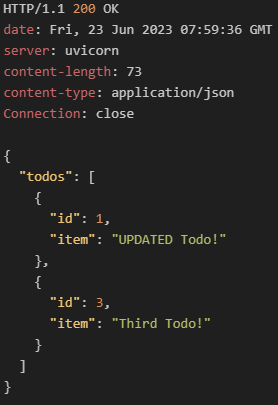 HTTP/1.1 200 OK
date: Fri, 23 Jun 2023 07:59:36 GMT
server: uvicorn
content-length: 73
content-type: application/json
Connection: close

{
  "todos": [
    {
      "id": 1,
      "item": "UPDATED Todo!"
    },
    {
      "id": 3,
      "item": "Third Todo!"
    }
  ]
}